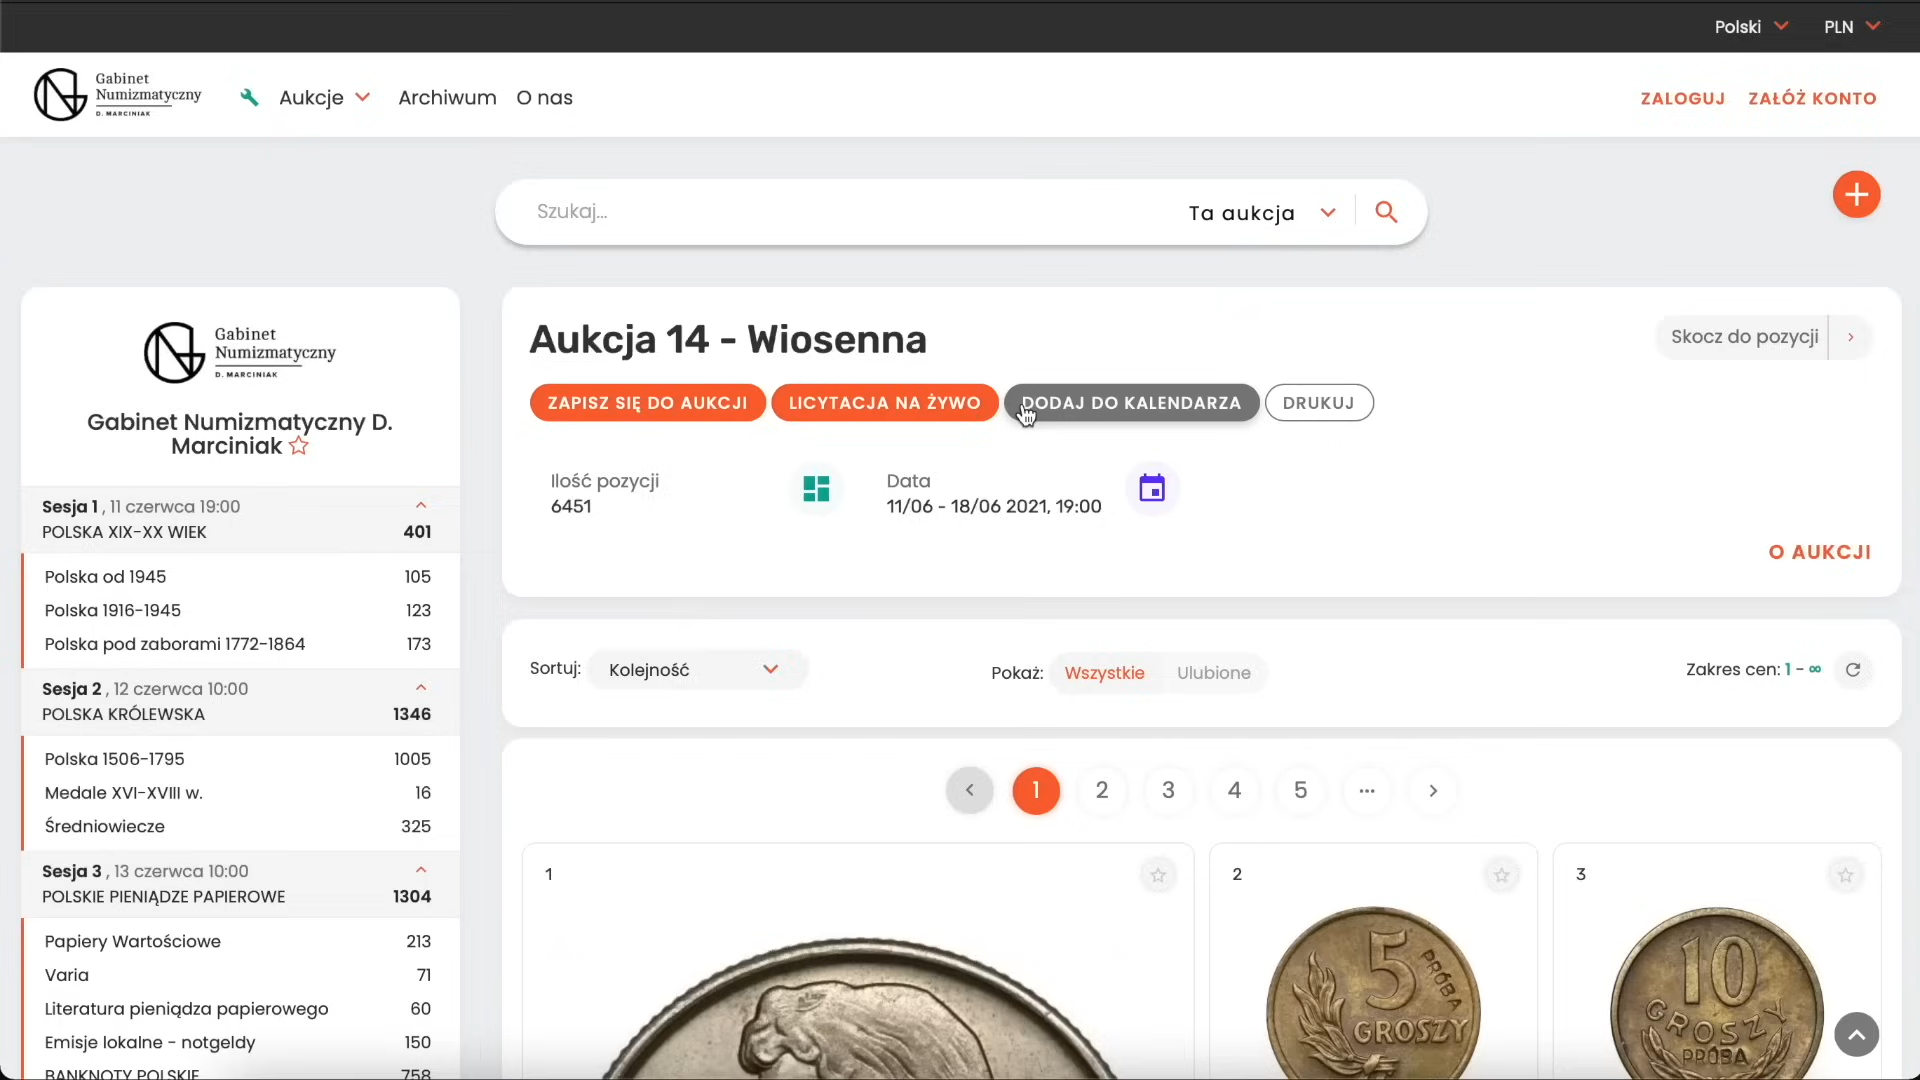 Polski
PLN
Gabinet
Numizmatyczny
D. MARCINIAK
Aukcje
Archiwum
O nas
ZALOGUJ
ZAŁÓŻ KONTO
Szukaj...
Ta aukcja
Gabinet
Numizmatyczny
D. MARCINIAK
Gabinet Numizmatyczny D.
Marciniak
Sesja 1 , 11 czerwca 19:00
POLSKA XIX-XX WIEK 401
Polska od 1945 105
Polska 1916-1945 123
Polska pod zaborami 1772-1864 173
Sesja 2 , 12 czerwca 10:00
POLSKA KRÓLEWSKA 1346
Polska 1506-1795 1005
Medale XVI-XVIII w. 16
Średniowiecze 325
Sesja 3 , 13 czerwca 10:00
POLSKIE PIENIĄDZE PAPIEROWE 1304
Papiery Wartościowe 213
Varia 71
Literatura pieniądza papierowego 60
Emisje lokalne - notgeldy 150
BANKNOTY POLSKIE 758
Aukcja 14 - Wiosenna
Skocz do pozycji
ZAPISZ SIĘ DO AUKCJI
LICYTACJA NA ŻYWO
DODAJ DO KALENDARZA
DRUKUJ
Ilość pozycji
6451
Data
11/06 - 18/06 2021, 19:00
O AUKCJI
Sortuj: Kolejność
Pokaż: Wszystkie Ulubione
Zakres cen: 1 - ∞
1 2 3 4 5 ...
1
2
3
5
PRÓBA
GROSZY
10
GROSZY
PRÓBA